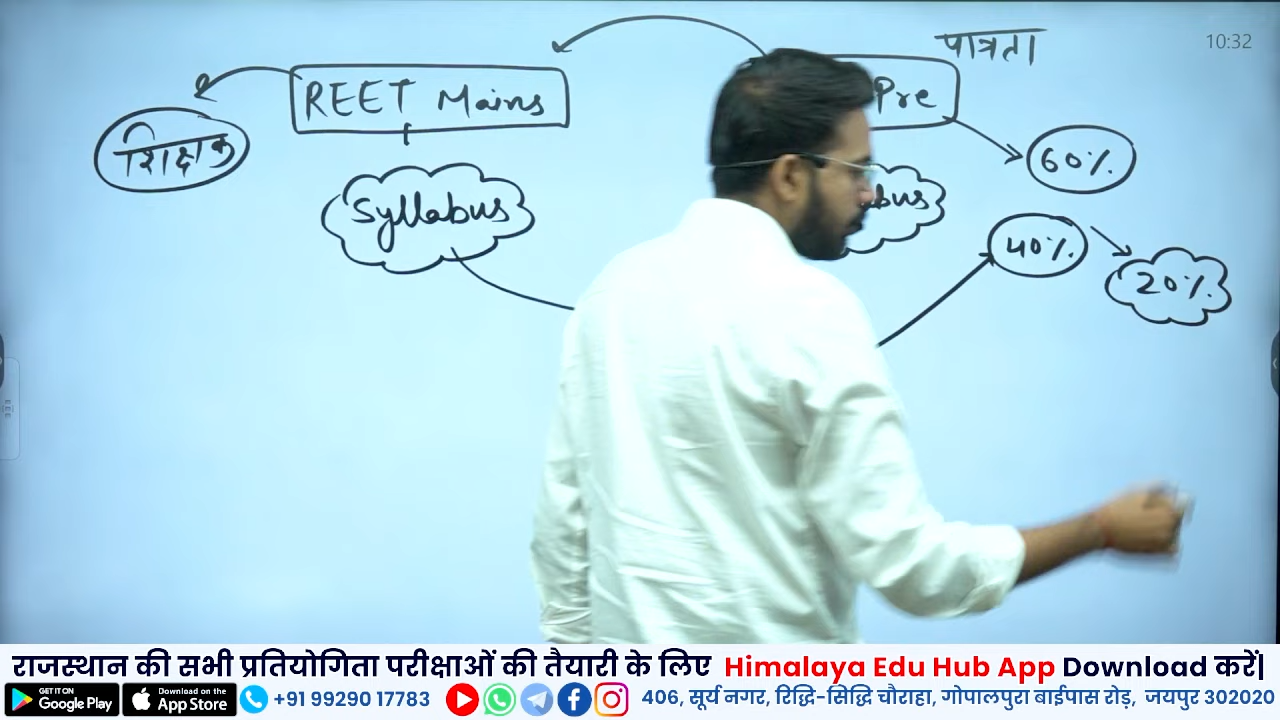 पात्रता
10:32
REET Mains
Pre
शिक्षक
60%
Syllabus
bus
40%
20%
राजस्थान की सभी प्रतियोगिता परीक्षाओं की तैयारी के लिए Himalaya Edu Hub App Download करें|
GET IT ON
Google Play
Download on the
App Store
+91 99290 17783
406, सूर्य नगर, रिद्धि-सिद्धि चौराहा, गोपालपुरा बाईपास रोड़, जयपुर 302020